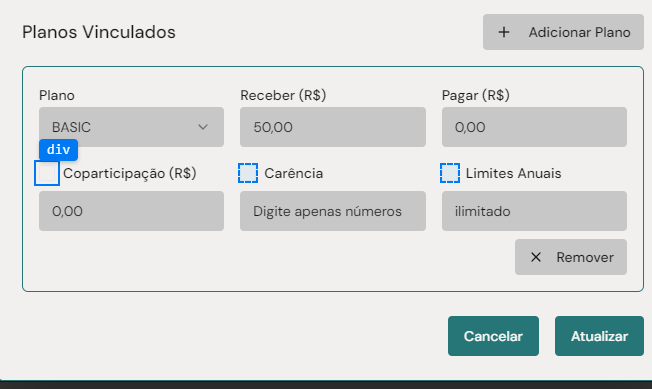 Planos Vinculados
Adicionar Plano
Plano
Receber (R$)
Pagar (R$)
BASIC
50,00
0,00
div
Coparticipação (R$)
Carência
Limites Anuais
0,00
Digite apenas números
ilimitado
Remover
Cancelar
Atualizar